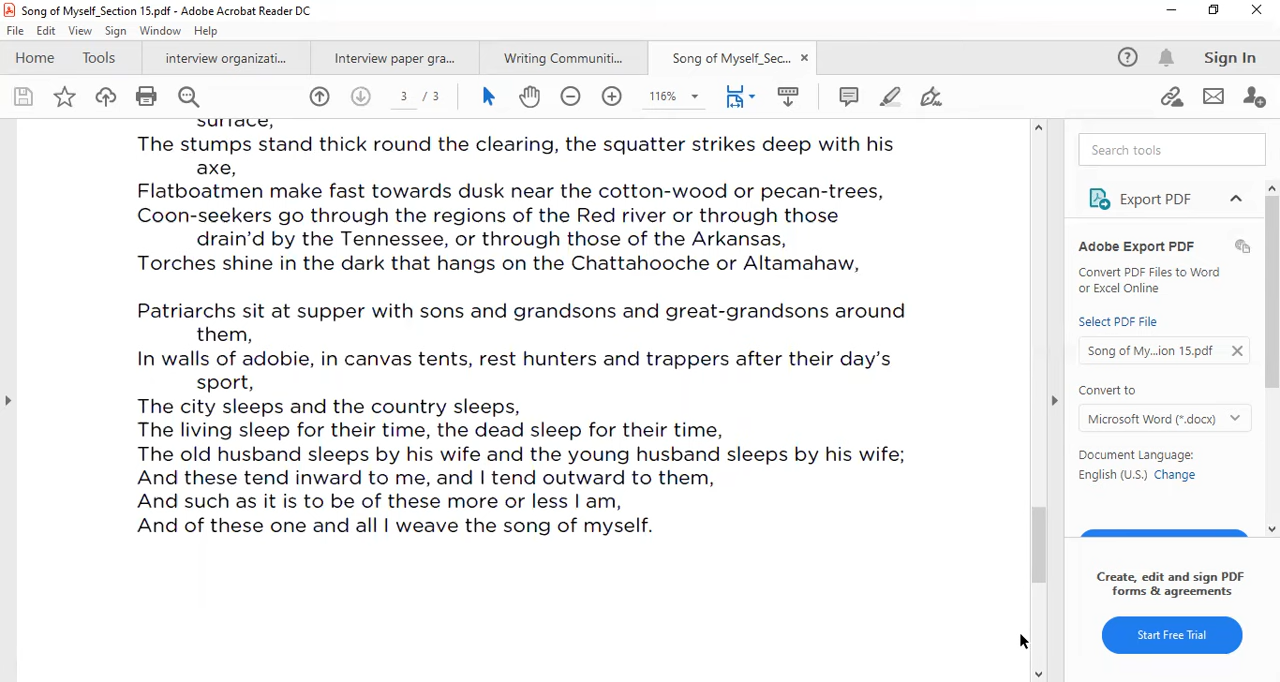 Song of Myself_Section 15.pdf - Adobe Acrobat Reader DC
File Edit View Sign Window Help
Home Tools interview organizati... Interview paper gra... Writing Communiti... Song of Myself_Sec... Sign In
3 / 3 116%
surface,
The stumps stand thick round the clearing, the squatter strikes deep with his
axe,
Flatboatmen make fast towards dusk near the cotton-wood or pecan-trees,
Coon-seekers go through the regions of the Red river or through those
drain’d by the Tennessee, or through those of the Arkansas,
Torches shine in the dark that hangs on the Chattahooche or Altamahaw,
Patriarchs sit at supper with sons and grandsons and great-grandsons around
them,
In walls of adobie, in canvas tents, rest hunters and trappers after their day’s
sport,
The city sleeps and the country sleeps,
The living sleep for their time, the dead sleep for their time,
The old husband sleeps by his wife and the young husband sleeps by his wife;
And these tend inward to me, and I tend outward to them,
And such as it is to be of these more or less I am,
And of these one and all I weave the song of myself.
Search tools
Export PDF
Adobe Export PDF
Convert PDF Files to Word
or Excel Online
Select PDF File
Song of My...ion 15.pdf
Convert to
Microsoft Word (*.docx)
Document Language:
English (U.S.) Change
Create, edit and sign PDF
forms & agreements
Start Free Trial